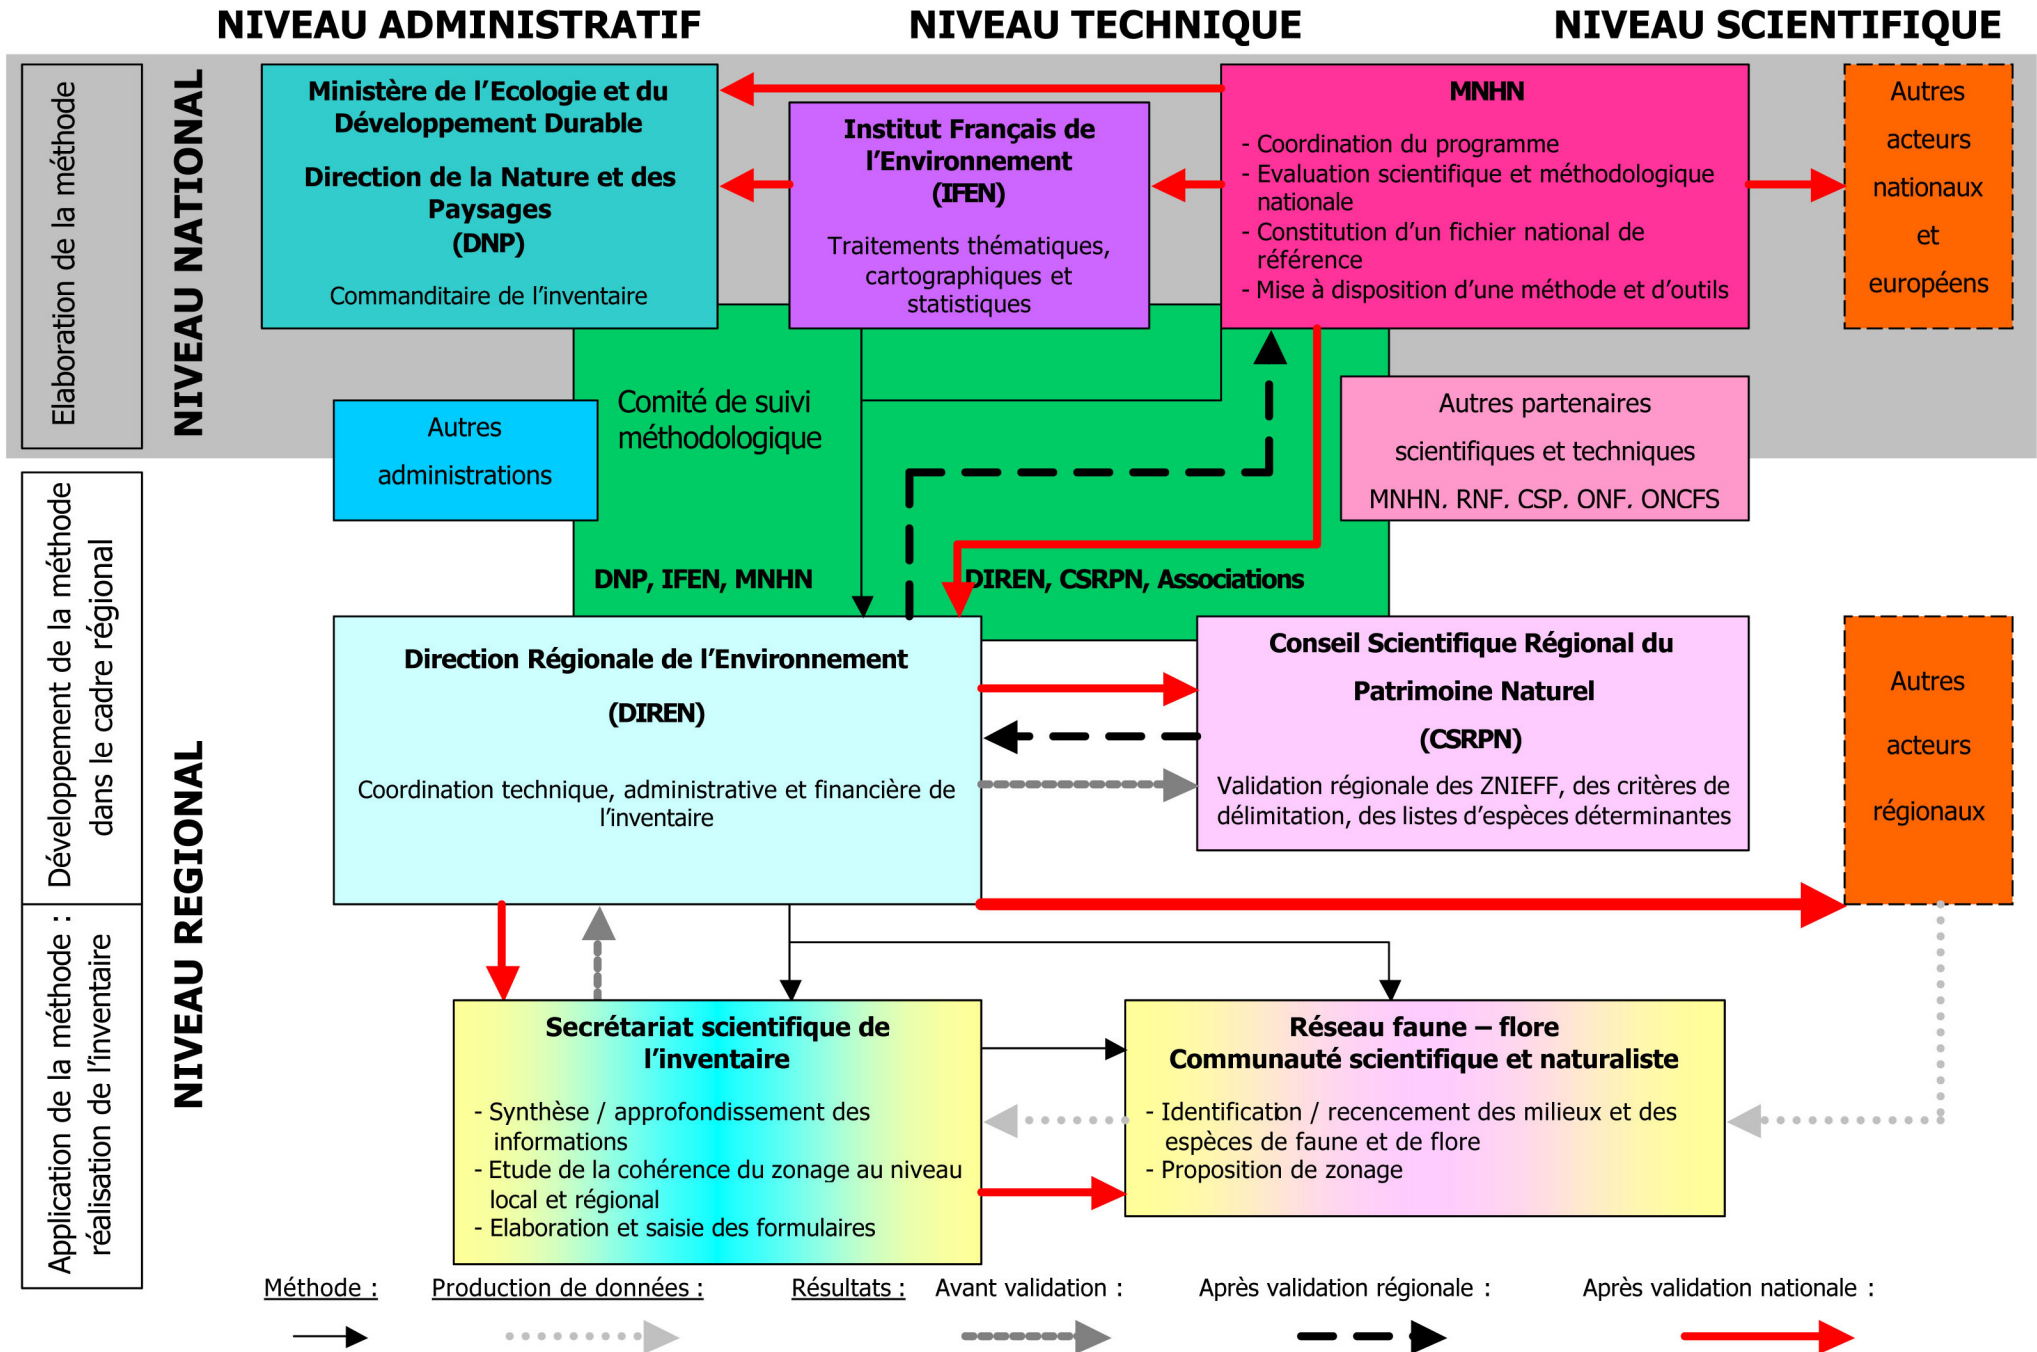 NIVEAU ADMINISTRATIF
NIVEAU TECHNIQUE
NIVEAU SCIENTIFIQUE
Elaboration de la méthode
NIVEAU NATIONAL
Ministère de l'Ecologie et du
Développement Durable
Direction de la Nature et des
Paysages
(DNP)
Commanditaire de l'inventaire
Institut Français de
l'Environnement
(IFEN)
Traitements thématiques,
cartographiques et
statistiques
MNHN
- Coordination du programme
- Evaluation scientifique et méthodologique
nationale
- Constitution d'un fichier national de
référence
- Mise à disposition d'une méthode et d'outils
Autres
acteurs
nationaux
et
européens
Autres
administrations
Comité de suivi
méthodologique
DNP, IFEN, MNHN
DIREN, CSRPN, Associations
Autres partenaires
scientifiques et techniques
MNHN. RNF. CSP. ONF. ONCFS
Développement de la méthode
dans le cadre régional
NIVEAU REGIONAL
Direction Régionale de l'Environnement
(DIREN)
Coordination technique, administrative et financière de
l'inventaire
Conseil Scientifique Régional du
Patrimoine Naturel
(CSRPN)
Validation régionale des ZNIEFF, des critères de
délimitation, des listes d'espèces déterminantes
Autres
acteurs
régionaux
Application de la méthode :
réalisation de l'inventaire
Secrétariat scientifique de
l'inventaire
- Synthèse / approfondissement des
informations
- Etude de la cohérence du zonage au niveau
local et régional
- Elaboration et saisie des formulaires
Réseau faune – flore
Communauté scientifique et naturaliste
- Identification / recencement des milieux et des
espèces de faune et de flore
- Proposition de zonage
Méthode :
Production de données :
Résultats :
Avant validation :
Après validation régionale :
Après validation nationale :